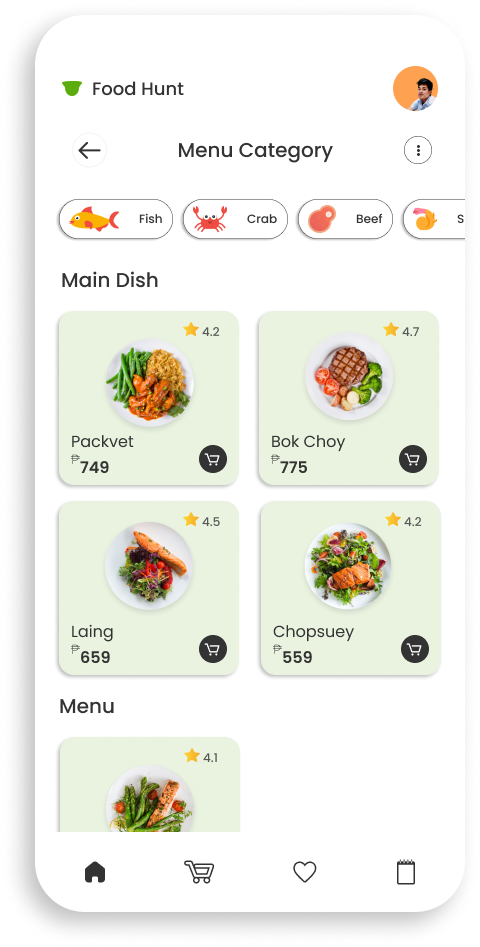 Food Hunt
Menu Category
Fish
Crab
Beef
S
Main Dish
4.2
4.7
Packvet
₱749
Bok Choy
₱775
4.5
4.2
Laing
₱659
Chopsuey
₱559
Menu
4.1